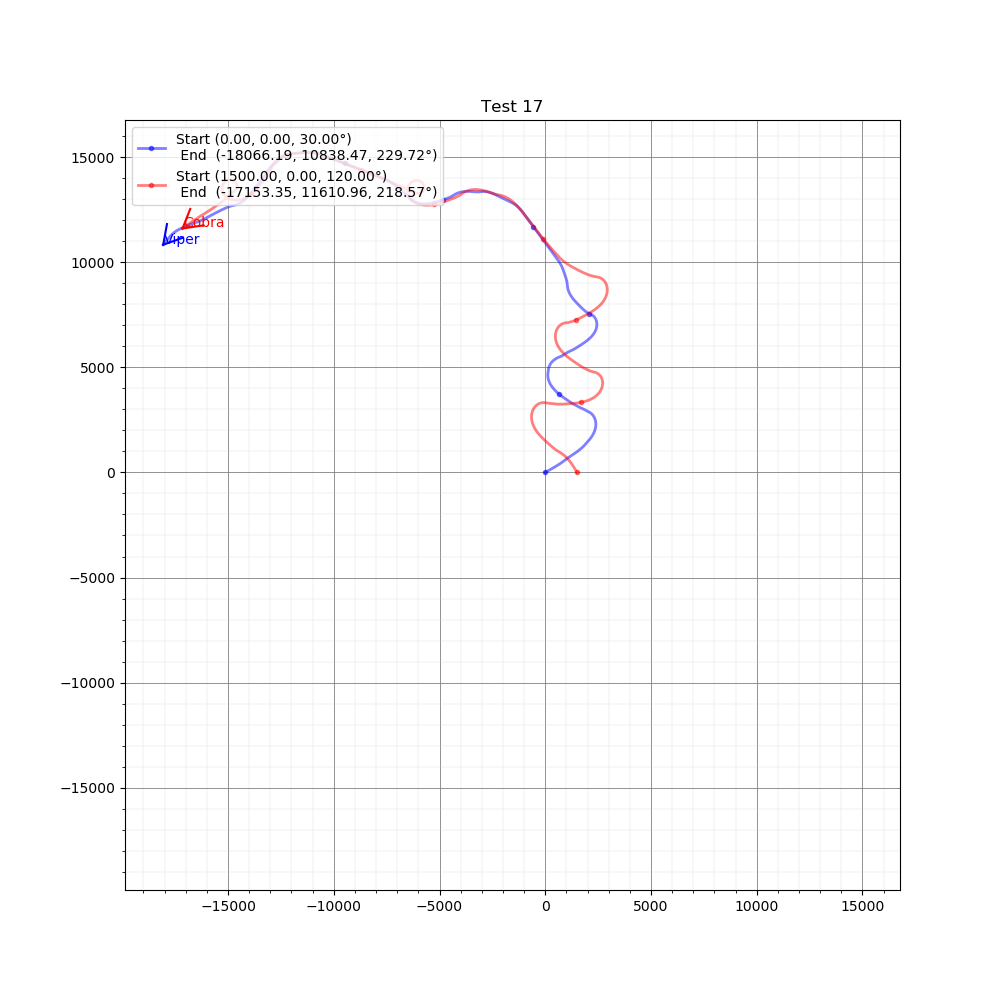 Test 17
Start (0.00, 0.00, 30.00°)
End (-18066.19, 10838.47, 229.72°)
Start (1500.00, 0.00, 120.00°)
End (-17153.35, 11610.96, 218.57°)
Cobra
Viper
15000
10000
5000
0
−5000
−10000
−15000
−15000 −10000 −5000 0 5000 10000 15000